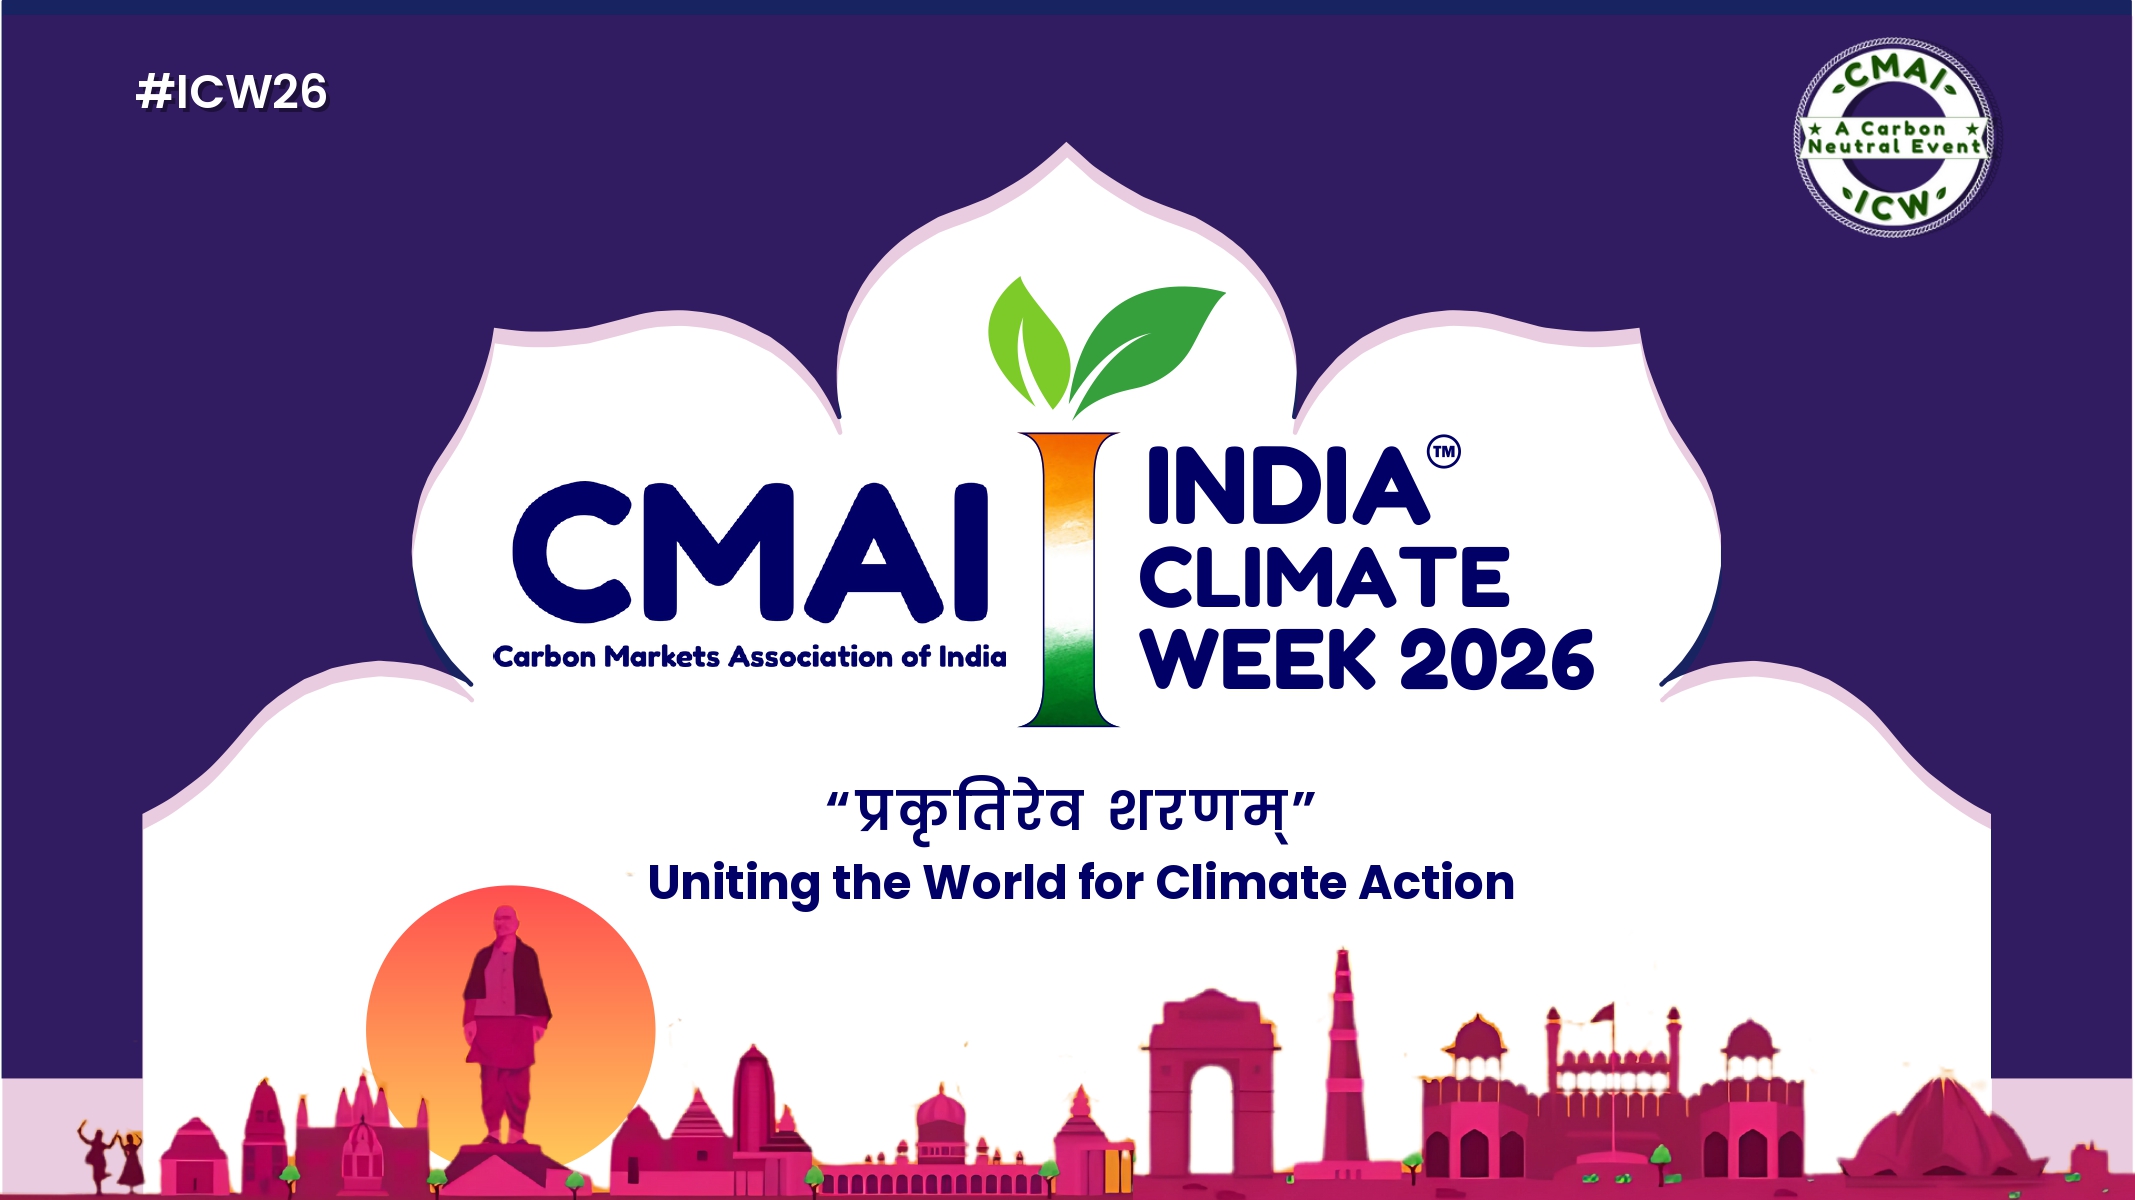 #ICW26
CMAI
A Carbon
Neutral Event
ICW
CMAI
Carbon Markets Association of India
INDIA™
CLIMATE
WEEK 2026
“प्रकृतिरेव शरणम्”
Uniting the World for Climate Action